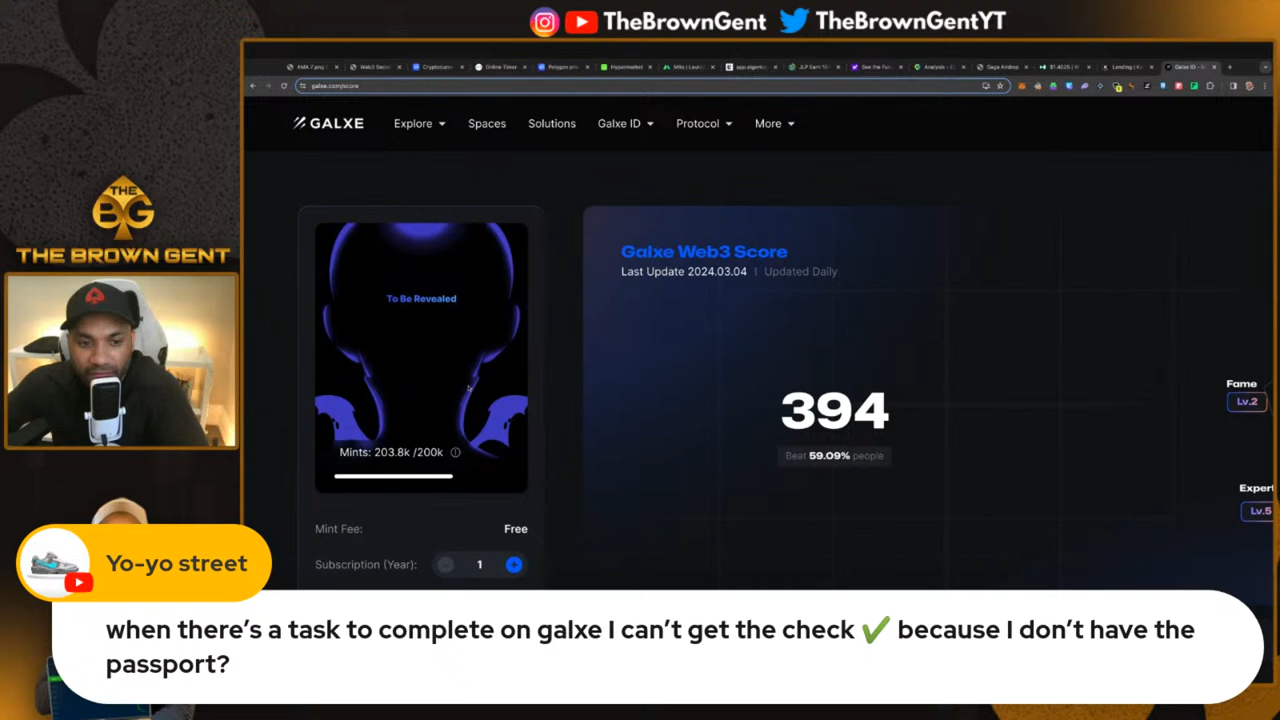 TheBrownGent TheBrownGentYT
galxe.com/score
GALXE Explore Spaces Solutions Galxe ID Protocol More
THE
BG
THE BROWN GENT
To Be Revealed
Mints: 203.8k /200k
Mint Fee: Free
Subscription (Year): 1
Galxe Web3 Score
Last Update 2024.03.04 | Updated Daily
394
Beat 59.09% people
Fame
Lv.2
Expert
Lv.5
Yo-yo street
when there’s a task to complete on galxe I can’t get the check ✔ because I don’t have the
passport?